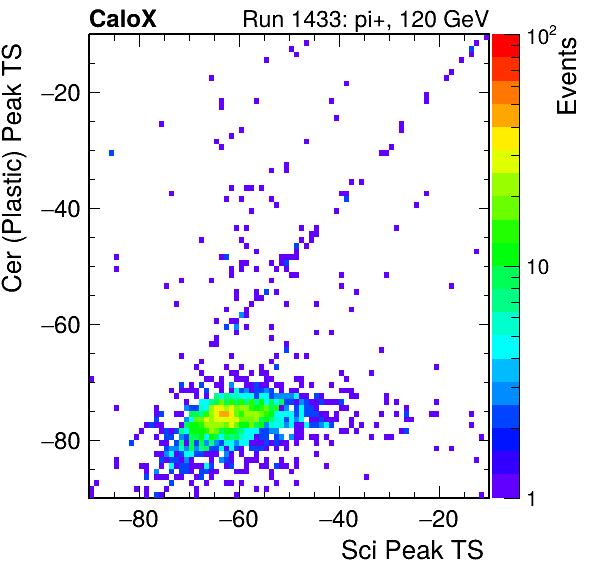 CaloX Run 1433: pi+, 120 GeV
Cer (Plastic) Peak TS
−20
−40
−60
−80
−80 −60 −40 −20
Sci Peak TS
10²
10
1
Events